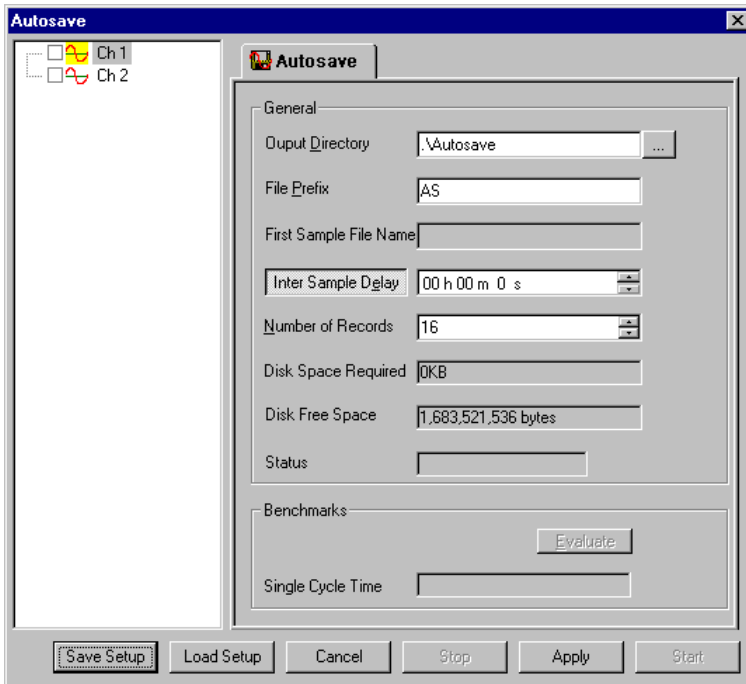 Autosave
Ch 1
Ch 2
Autosave
General
Ouput Directory
.\Autosave
...
File Prefix
AS
First Sample File Name
Inter Sample Delay
00 h 00 m 0 s
Number of Records
16
Disk Space Required
0KB
Disk Free Space
1,683,521,536 bytes
Status
Benchmarks
Evaluate
Single Cycle Time
Save Setup
Load Setup
Cancel
Stop
Apply
Start